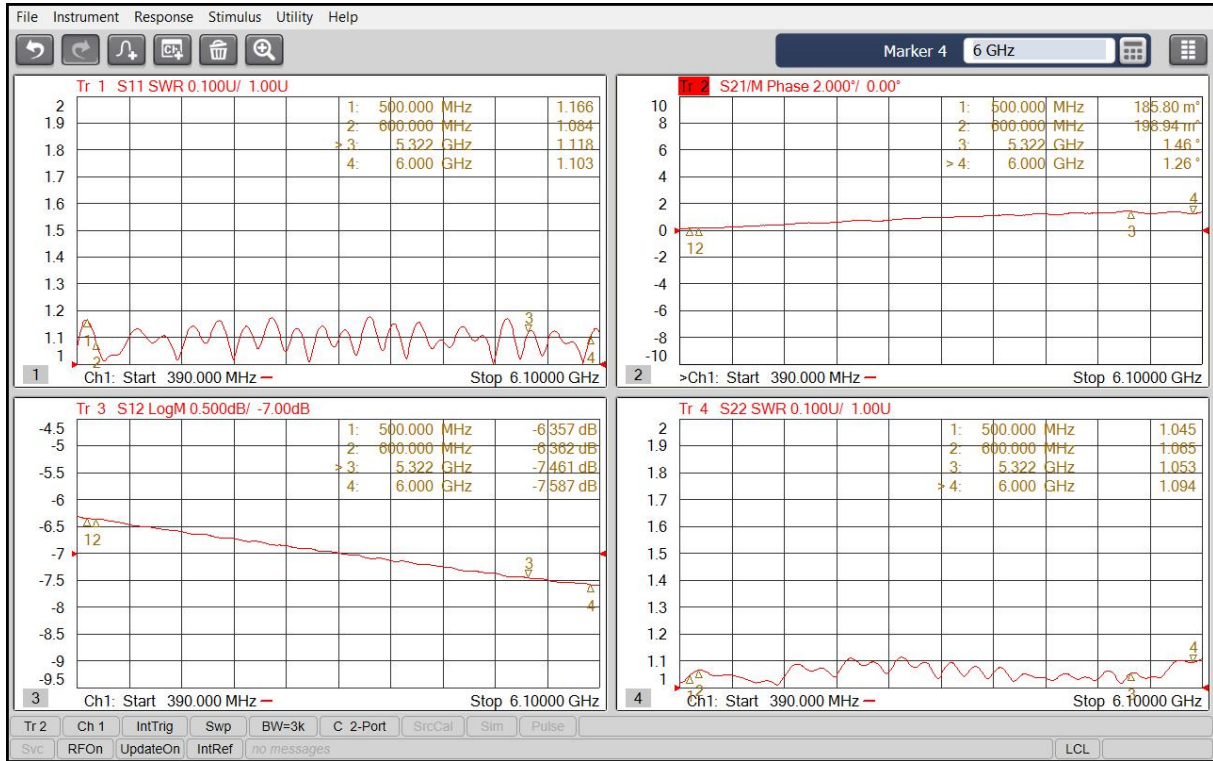 File Instrument Response Stimulus Utility Help
Marker 4 6 GHz
Tr 1 S11 SWR 0.100U/ 1.00U
2
1.9
1.8
1.7
1.6
1.5
1.4
1.3
1.2
1.1
1
1: 500.000 MHz 1.166
2: 600.000 MHz 1.084
> 3: 5.322 GHz 1.118
4: 6.000 GHz 1.103
1
2
3
4
1 Ch1: Start 390.000 MHz Stop 6.10000 GHz
Tr 2 S21/M Phase 2.000°/ 0.00°
10
8
6
4
2
0
-2
-4
-6
-8
-10
1: 500.000 MHz 185.80 m°
2: 600.000 MHz 198.94 m°
3: 5.322 GHz 1.46 °
> 4: 6.000 GHz 1.26 °
12
3
4
2 >Ch1: Start 390.000 MHz Stop 6.10000 GHz
Tr 3 S12 LogM 0.500dB/ -7.00dB
-4.5
-5
-5.5
-6
-6.5
-7
-7.5
-8
-8.5
-9
-9.5
1: 500.000 MHz -6.357 dB
2: 600.000 MHz -6.362 dB
> 3: 5.322 GHz -7.461 dB
4: 6.000 GHz -7.587 dB
12
3
4
3 Ch1: Start 390.000 MHz Stop 6.10000 GHz
Tr 4 S22 SWR 0.100U/ 1.00U
2
1.9
1.8
1.7
1.6
1.5
1.4
1.3
1.2
1.1
1
1: 500.000 MHz 1.045
2: 600.000 MHz 1.065
3: 5.322 GHz 1.053
> 4: 6.000 GHz 1.094
1 2
3
4
4 Ch1: Start 390.000 MHz Stop 6.10000 GHz
Tr 2 Ch 1 IntTrig Swp BW=3k C 2-Port SrcCal Sim Pulse
Svc RFOn UpdateOn IntRef no messages LCL